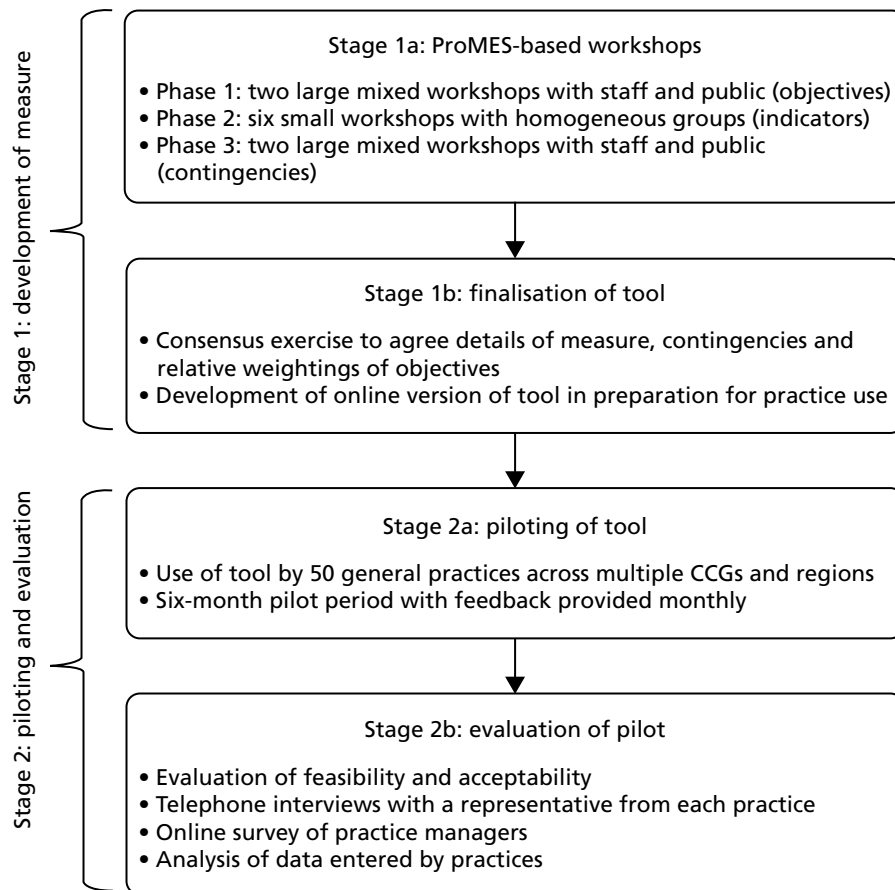 Stage 1: development of measure
Stage 1a: ProMES-based workshops
• Phase 1: two large mixed workshops with staff and public (objectives)
• Phase 2: six small workshops with homogeneous groups (indicators)
• Phase 3: two large mixed workshops with staff and public
(contingencies)
Stage 1b: finalisation of tool
• Consensus exercise to agree details of measure, contingencies and
relative weightings of objectives
• Development of online version of tool in preparation for practice use
Stage 2: piloting and evaluation
Stage 2a: piloting of tool
• Use of tool by 50 general practices across multiple CCGs and regions
• Six-month pilot period with feedback provided monthly
Stage 2b: evaluation of pilot
• Evaluation of feasibility and acceptability
• Telephone interviews with a representative from each practice
• Online survey of practice managers
• Analysis of data entered by practices